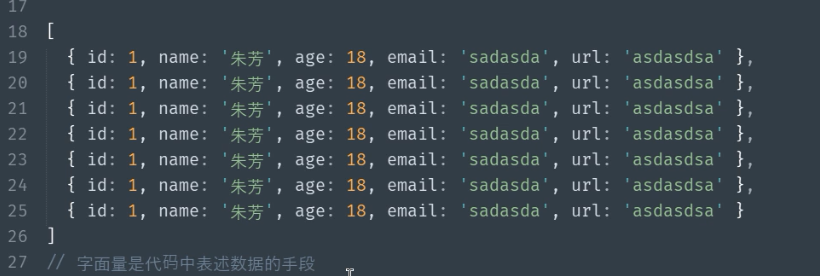 17
18 [
19   { id: 1, name: '朱芳', age: 18, email: 'sadasda', url: 'asdasdsa' },
20   { id: 1, name: '朱芳', age: 18, email: 'sadasda', url: 'asdasdsa' },
21   { id: 1, name: '朱芳', age: 18, email: 'sadasda', url: 'asdasdsa' },
22   { id: 1, name: '朱芳', age: 18, email: 'sadasda', url: 'asdasdsa' },
23   { id: 1, name: '朱芳', age: 18, email: 'sadasda', url: 'asdasdsa' },
24   { id: 1, name: '朱芳', age: 18, email: 'sadasda', url: 'asdasdsa' },
25   { id: 1, name: '朱芳', age: 18, email: 'sadasda', url: 'asdasdsa' }
26 ]
27 // 字面量是代码中表述数据的手段